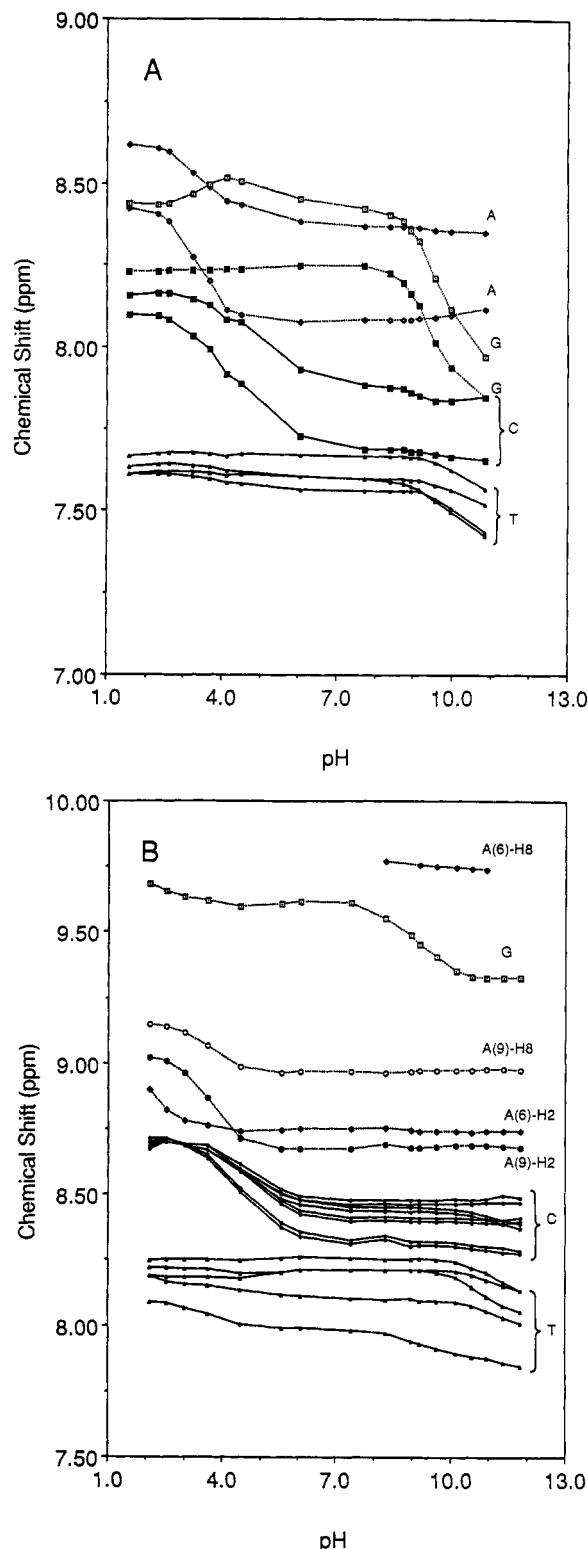 9.00
A
8.50
A
8.00
A
G
G
C
7.50
T
7.00
1.0 4.0 7.0 10.0 13.0
Chemical Shift (ppm)
pH
10.00
B
A(6)-H8
9.50
G
A(9)-H8
9.00
A(6)-H2
A(9)-H2
8.50
C
8.00
T
7.50
1.0 4.0 7.0 10.0 13.0
Chemical Shift (ppm)
pH